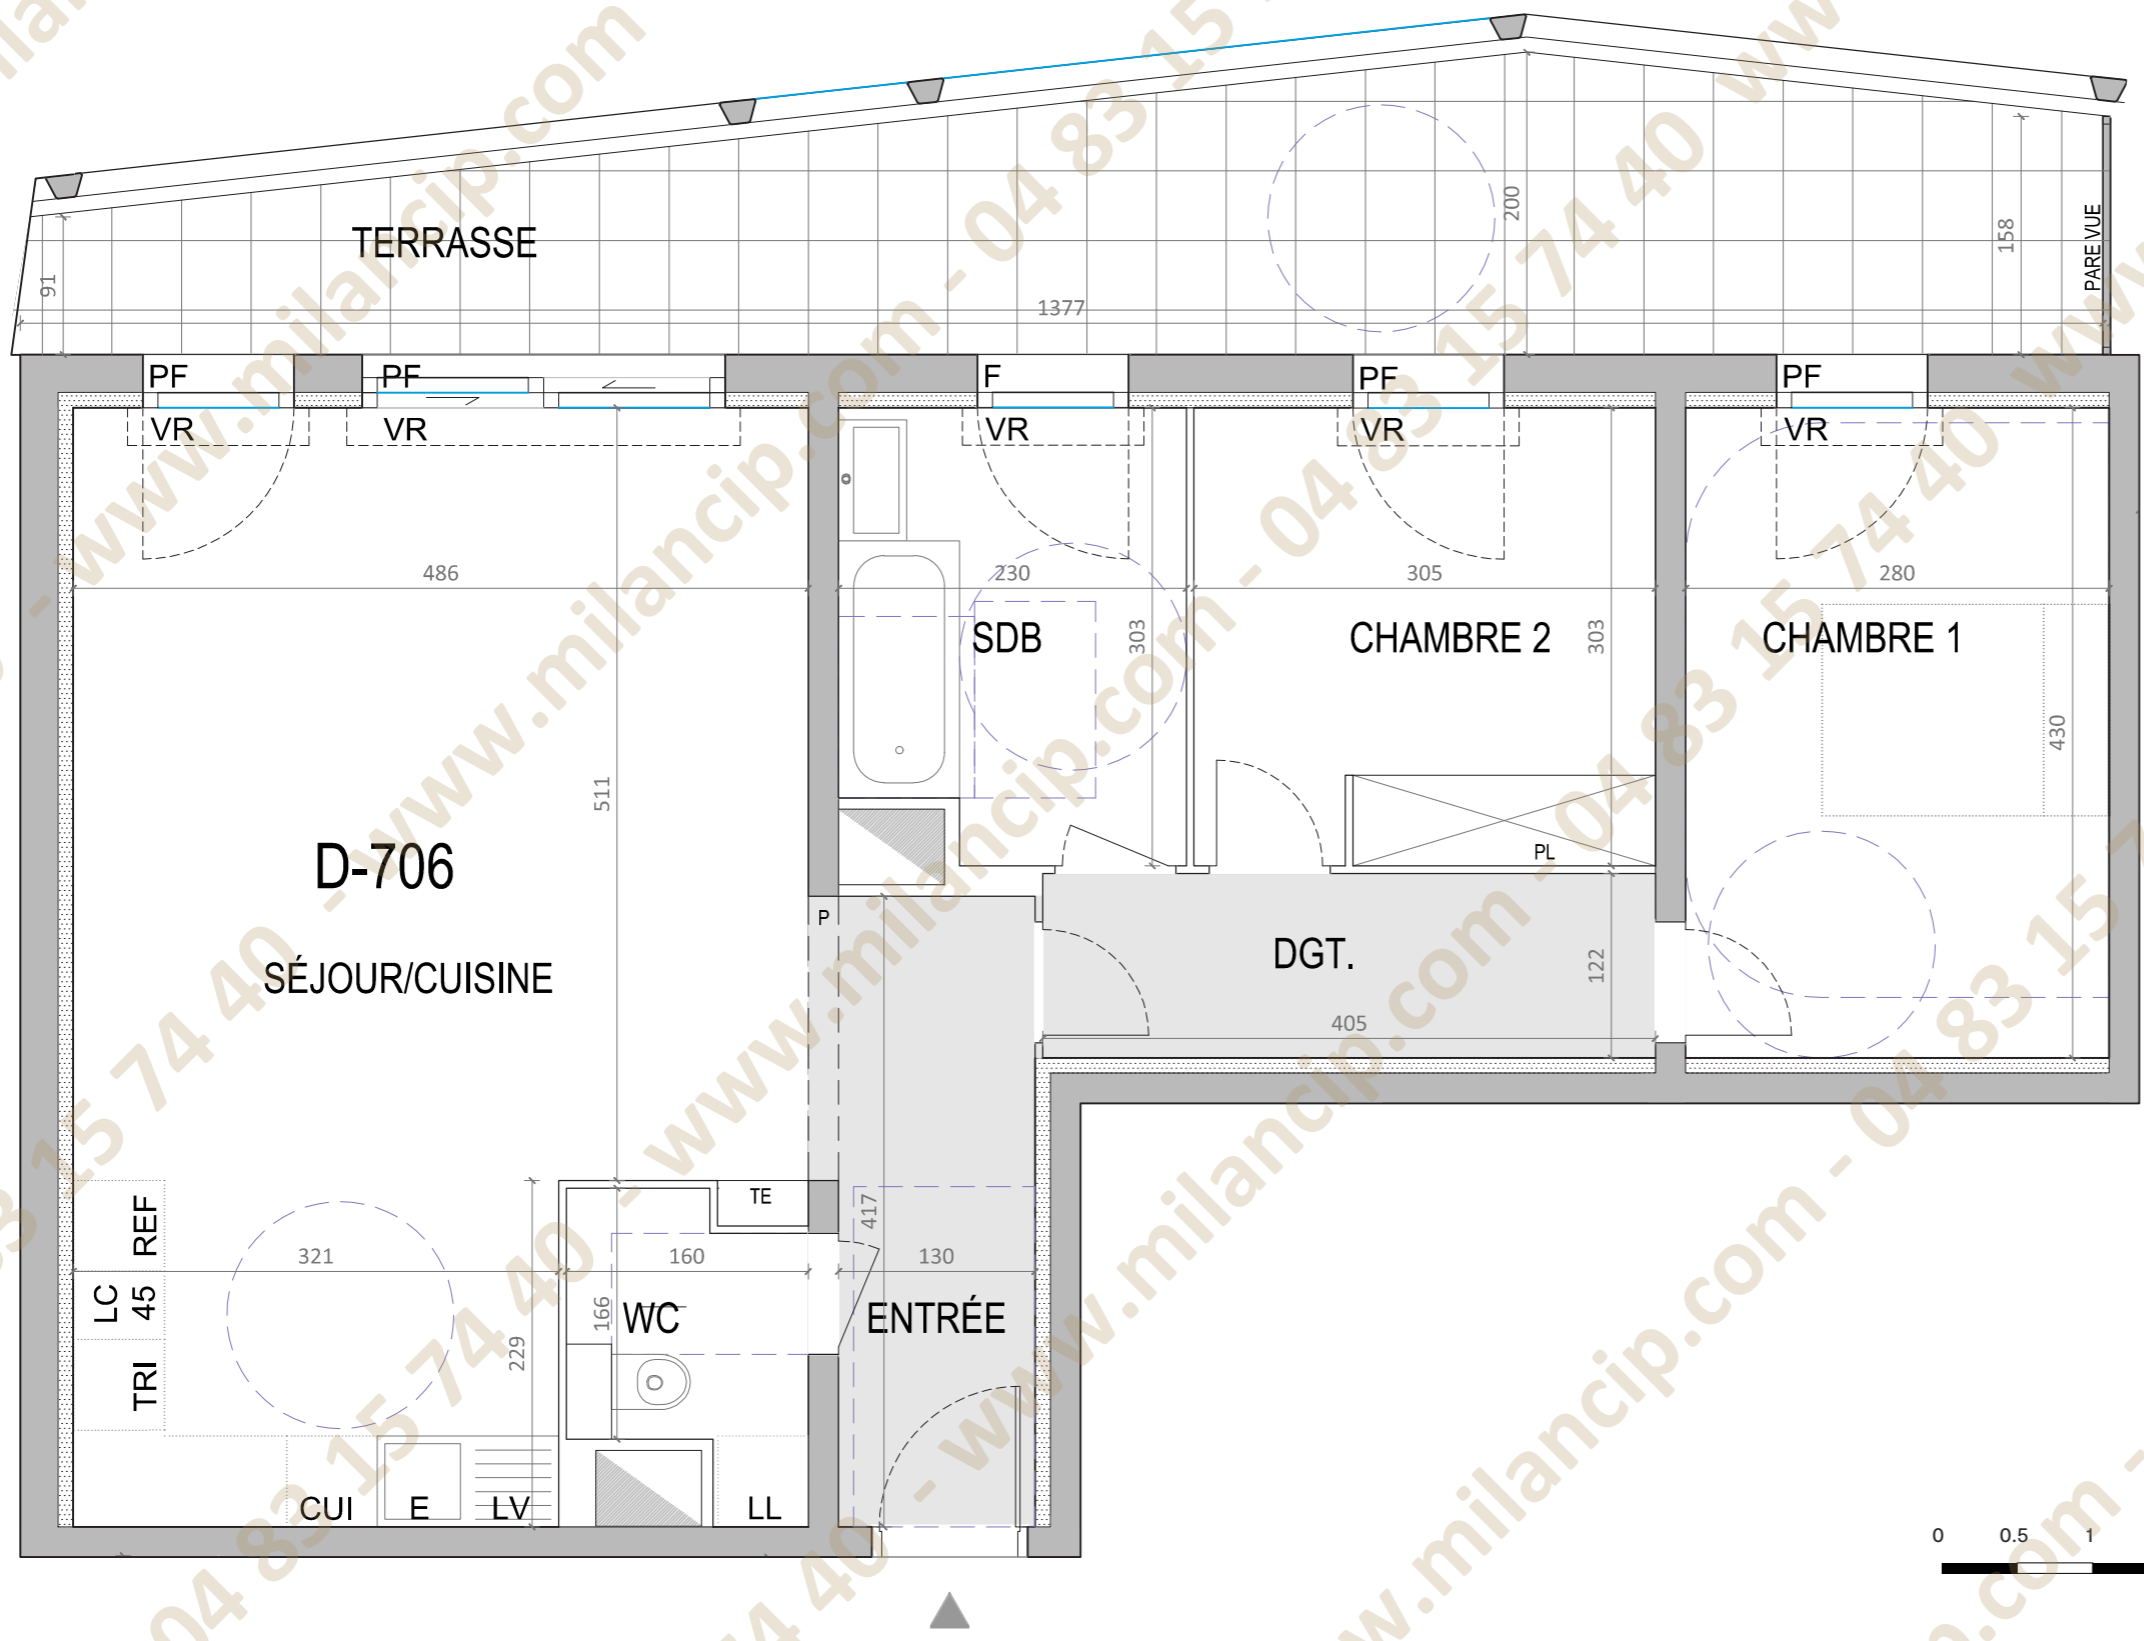 TERRASSE
91
1377
200
158
PARE VUE
PF
PF
F
PF
PF
VR
VR
VR
VR
VR
486
230
305
280
SDB
303
CHAMBRE 2
303
CHAMBRE 1
430
511
D-706
SÉJOUR/CUISINE
PL
P
DGT.
122
405
TE
417
REF
LC
45
TRI
321
160
130
166
WC
229
ENTRÉE
CUI
E
LV
LL
0 0.5 1
www.milancip.com - 04 83 15 74 40